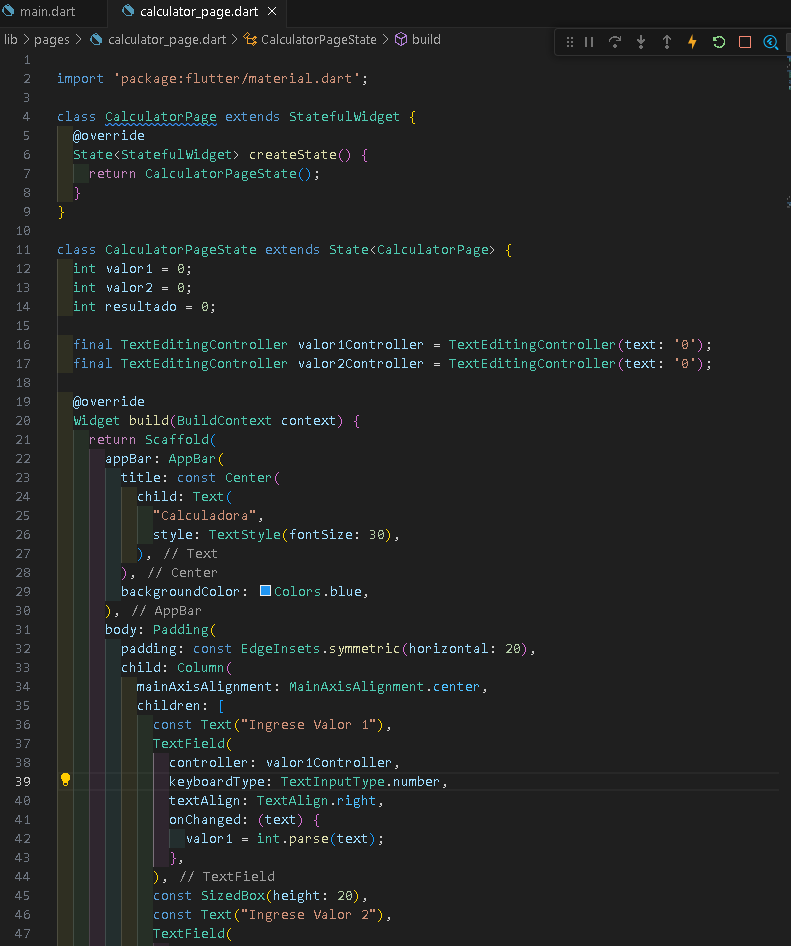 main.dart
calculator_page.dart
lib > pages > calculator_page.dart > CalculatorPageState > build
1
2 import 'package:flutter/material.dart';
3
4 class CalculatorPage extends StatefulWidget {
5 @override
6 State<StatefulWidget> createState() {
7 return CalculatorPageState();
8 }
9 }
10
11 class CalculatorPageState extends State<CalculatorPage> {
12 int valor1 = 0;
13 int valor2 = 0;
14 int resultado = 0;
15
16 final TextEditingController valor1Controller = TextEditingController(text: '0');
17 final TextEditingController valor2Controller = TextEditingController(text: '0');
18
19 @override
20 Widget build(BuildContext context) {
21 return Scaffold(
22 appBar: AppBar(
23 title: const Center(
24 child: Text(
25 "Calculadora",
26 style: TextStyle(fontSize: 30),
27 ), // Text
28 ), // Center
29 backgroundColor: Colors.blue,
30 ), // AppBar
31 body: Padding(
32 padding: const EdgeInsets.symmetric(horizontal: 20),
33 child: Column(
34 mainAxisAlignment: MainAxisAlignment.center,
35 children: [
36 const Text("Ingrese Valor 1"),
37 TextField(
38 controller: valor1Controller,
39 keyboardType: TextInputType.number,
40 textAlign: TextAlign.right,
41 onChanged: (text) {
42 valor1 = int.parse(text);
43 },
44 ), // TextField
45 const SizedBox(height: 20),
46 const Text("Ingrese Valor 2"),
47 TextField(